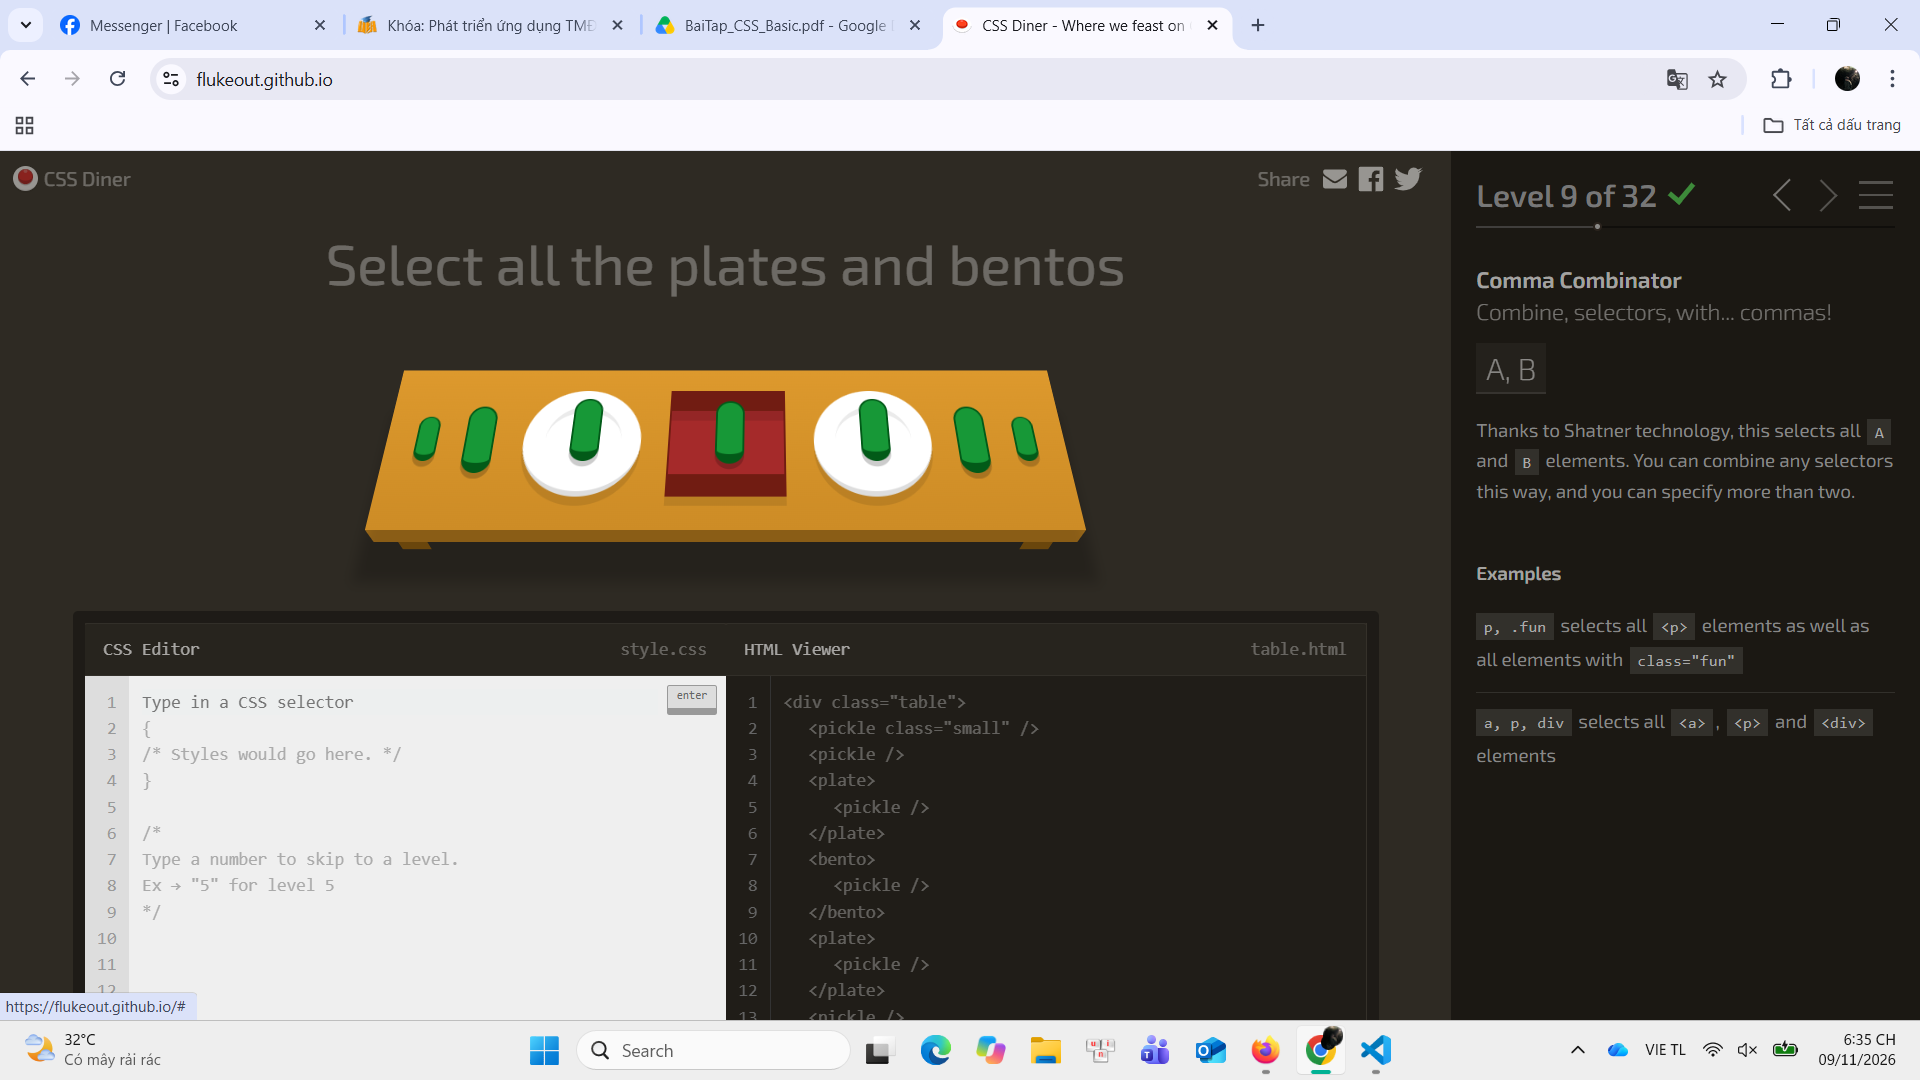 Messenger | Facebook
Khóa: Phát triển ứng dụng TMĐ
BaiTap_CSS_Basic.pdf - Google
CSS Diner - Where we feast on
flukeout.github.io
Tất cả dấu trang
CSS Diner
Share
Select all the plates and bentos
CSS Editor
style.css
HTML Viewer
table.html
1 Type in a CSS selector
enter
2 {
3 /* Styles would go here. */
4 }
5
6 /*
7 Type a number to skip to a level.
8 Ex → "5" for level 5
9 */
10
11
12
1 <div class="table">
2 <pickle class="small" />
3 <pickle />
4 <plate>
5 <pickle />
6 </plate>
7 <bento>
8 <pickle />
9 </bento>
10 <plate>
11 <pickle />
12 </plate>
13 <pickle />
Level 9 of 32
Comma Combinator
Combine, selectors, with... commas!
A, B
Thanks to Shatner technology, this selects all A
and B elements. You can combine any selectors
this way, and you can specify more than two.
Examples
p, .fun selects all <p> elements as well as
all elements with class="fun"
a, p, div selects all <a> , <p> and <div>
elements
https://flukeout.github.io/#
32°C
Có mây rải rác
Search
VIE TL
6:35 CH
09/11/2026